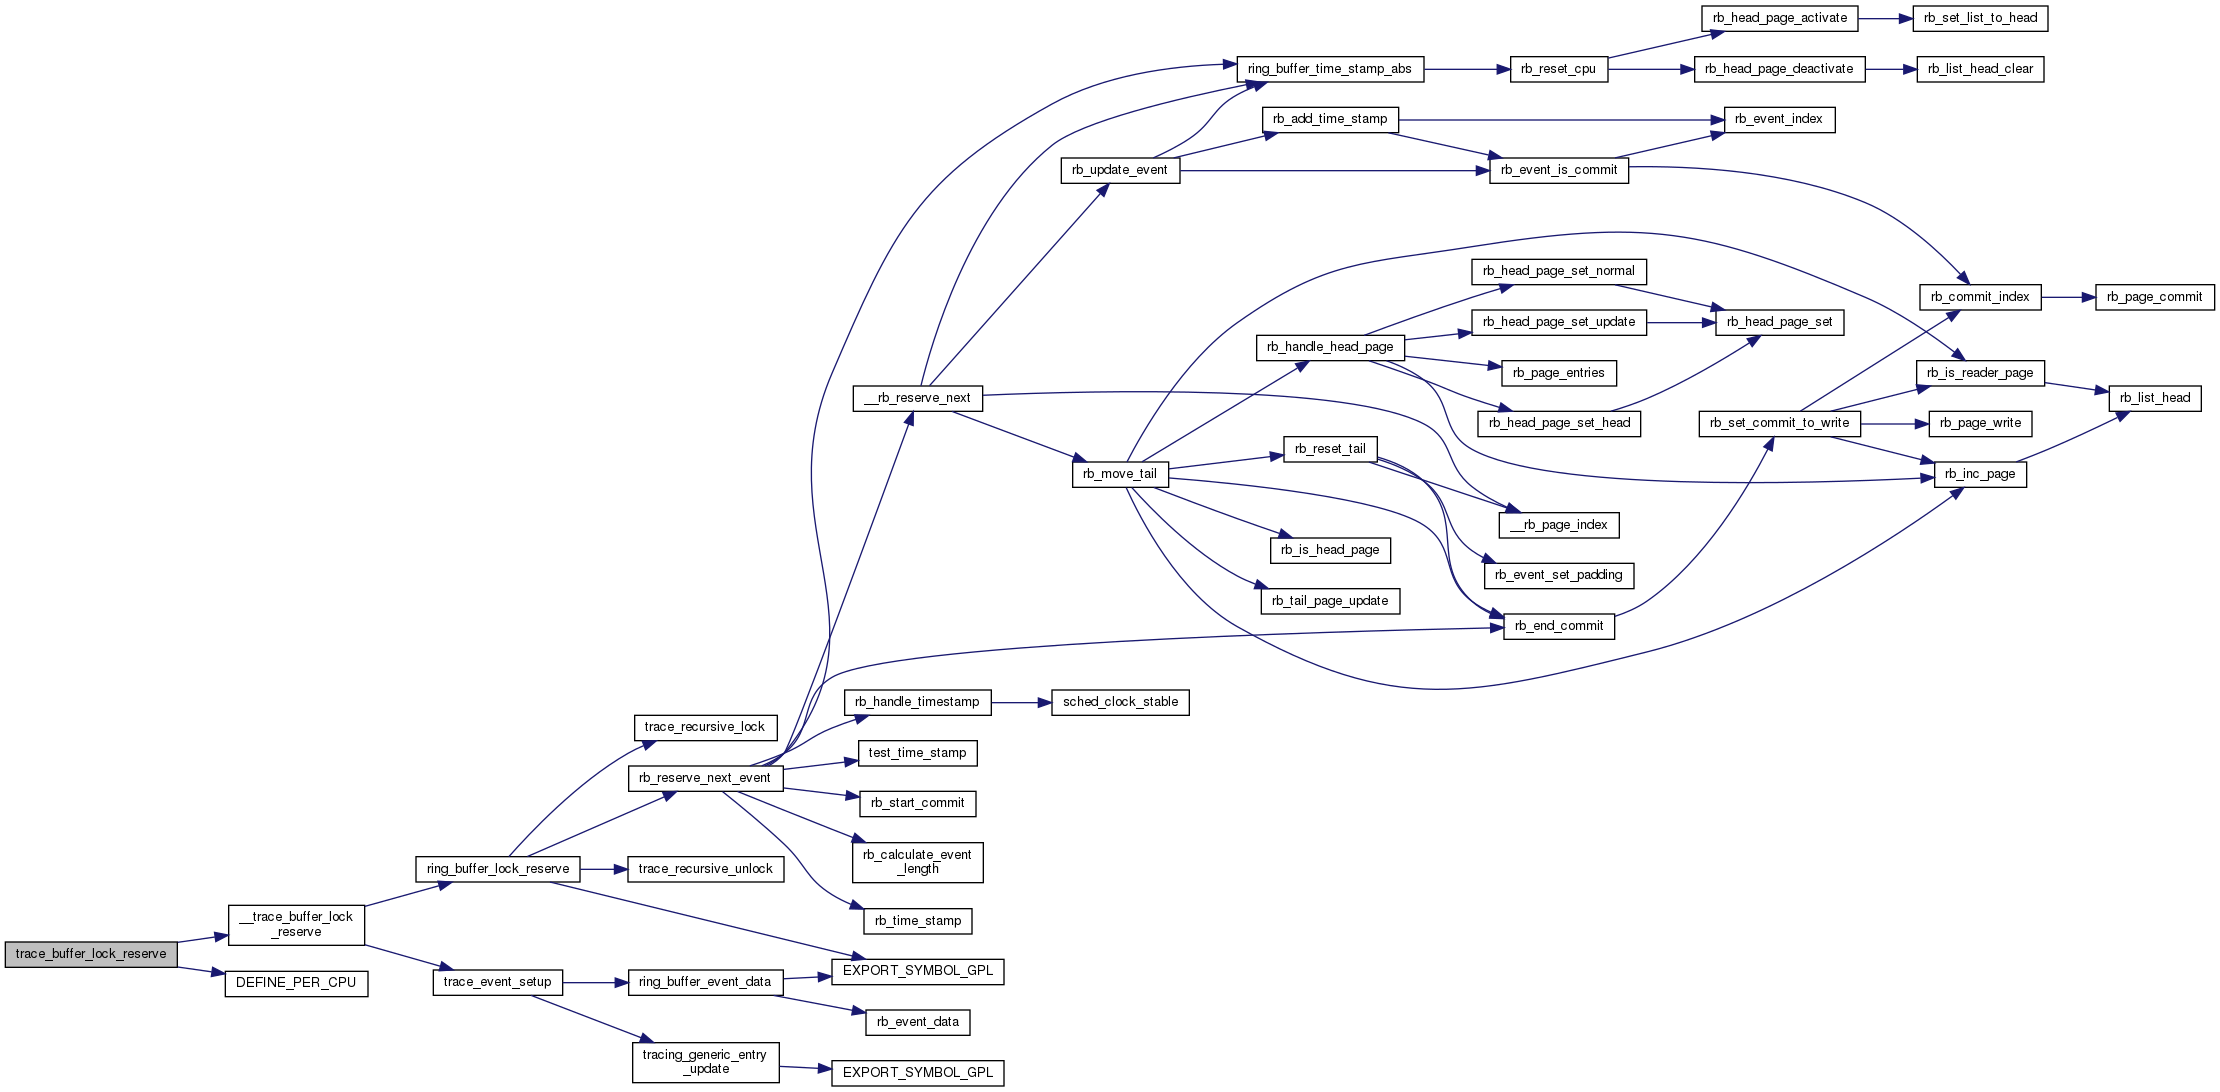 rb_head_page_activate
rb_set_list_to_head
ring_buffer_time_stamp_abs
rb_reset_cpu
rb_head_page_deactivate
rb_list_head_clear
rb_add_time_stamp
rb_event_index
rb_update_event
rb_event_is_commit
rb_head_page_set_normal
rb_commit_index
rb_page_commit
rb_head_page_set_update
rb_head_page_set
rb_handle_head_page
rb_page_entries
rb_is_reader_page
__rb_reserve_next
rb_list_head
rb_head_page_set_head
rb_set_commit_to_write
rb_page_write
rb_reset_tail
rb_move_tail
rb_inc_page
__rb_page_index
rb_is_head_page
rb_event_set_padding
rb_tail_page_update
rb_end_commit
rb_handle_timestamp
sched_clock_stable
trace_recursive_lock
test_time_stamp
rb_reserve_next_event
rb_start_commit
rb_calculate_event
_length
ring_buffer_lock_reserve
trace_recursive_unlock
__trace_buffer_lock
_reserve
rb_time_stamp
trace_buffer_lock_reserve
EXPORT_SYMBOL_GPL
DEFINE_PER_CPU
trace_event_setup
ring_buffer_event_data
rb_event_data
tracing_generic_entry
_update
EXPORT_SYMBOL_GPL